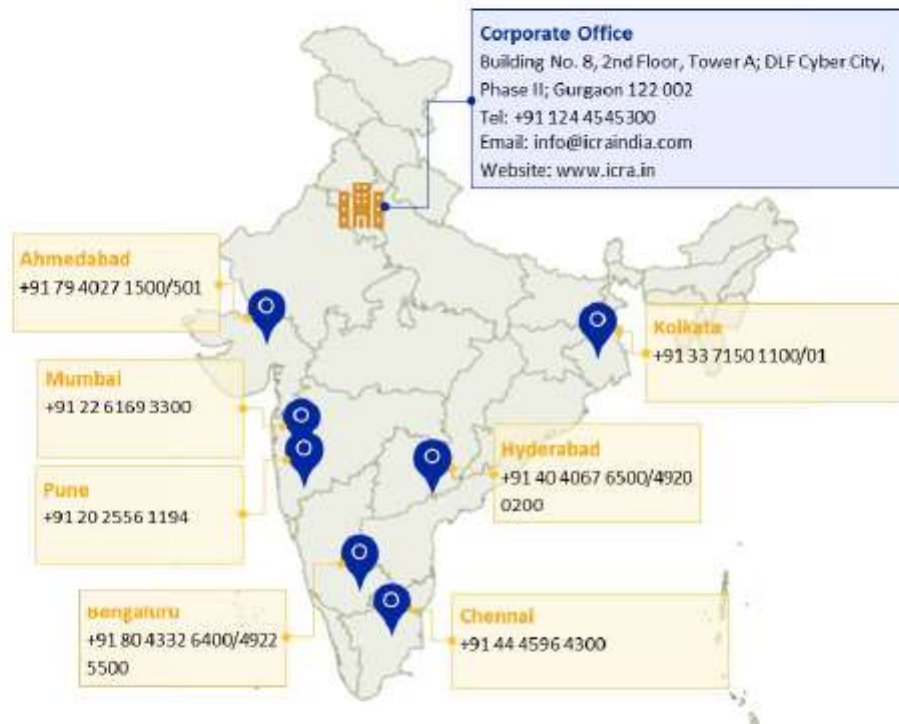 Corporate Office
Building No. 8, 2nd Floor, Tower A; DLF Cyber City,
Phase II; Gurgaon 122 002
Tel: +91 124 4545300
Email: info@icraindia.com
Website: www.icra.in
Ahmedabad
+91 79 4027 1500/501
Kolkata
+91 33 7150 1100/01
Mumbai
+91 22 6169 3300
Hyderabad
+91 40 4067 6500/4920
0200
Pune
+91 20 2556 1194
Bengaluru
+91 80 4332 6400/4922
5500
Chennai
+91 44 4596 4300